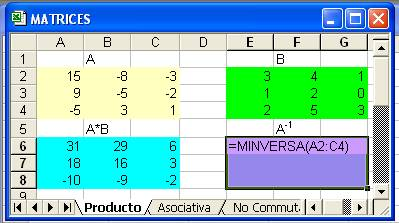 MATRICES
A B C D E F G
1 A B
2 15 -8 -3 3 4 1
3 9 -5 -2 1 2 0
4 -5 3 1 2 5 3
5 A*B A⁻¹
6 31 29 6 =MINVERSA(A2:C4)
7 18 16 3
8 -10 -9 -2
9
Producto Asociativa No Conmut